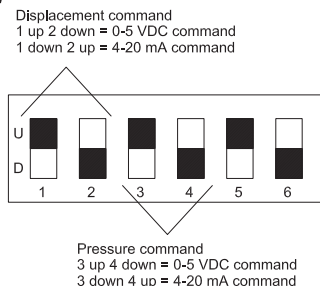 Displacement command
1 up 2 down = 0-5 VDC command
1 down 2 up = 4-20 mA command
U
D
1 2 3 4 5 6
Pressure command
3 up 4 down = 0-5 VDC command
3 down 4 up = 4-20 mA command